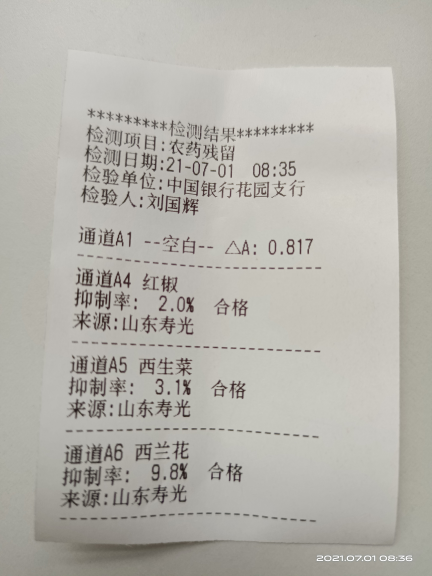 *********检测结果*********
检测项目:农药残留
检测日期:21-07-01 08:35
检验单位:中国银行花园支行
检验人:刘国辉
通道A1 --空白-- △A: 0.817
通道A4 红椒
抑制率: 2.0% 合格
来源:山东寿光
通道A5 西生菜
抑制率: 3.1% 合格
来源:山东寿光
通道A6 西兰花
抑制率: 9.8% 合格
来源:山东寿光
2021.07.01 08:36